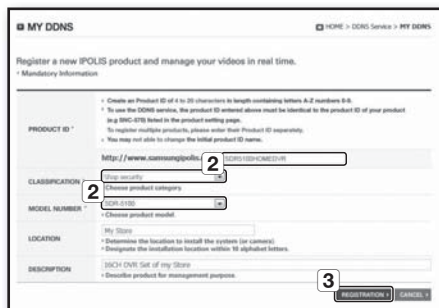 MY DDNS
HOME > DDNS Service > MY DDNS
Register a new IPOLIS product and manage your videos in real time.
• Mandatory Information
PRODUCT ID *
• Create an Product ID of 4 to 20 characters in length containing letters A-Z numbers 0-9.
• To use the DDNS service, the product ID entered above must be identical to the product ID of your product
(e.g SNC-570) listed in the product setting page.
To register multiple products, please enter their Product ID separately.
• You may not able to change the initial product ID name.
http://www.samsungipolis. 2 SDR5100HOMEDVR
CLASSIFICATION
Shop security
2 Choose product category.
MODEL NUMBER *
SDR-5100
• Choose product model
LOCATION
My Store
• Determine the location to install the system (or camera)
• Designate the installation location within 10 alphabet letters.
DESCRIPTION
16CH DVR Set of my Store
• Describe product for management purpose.
3
REGISTRATION > CANCEL >